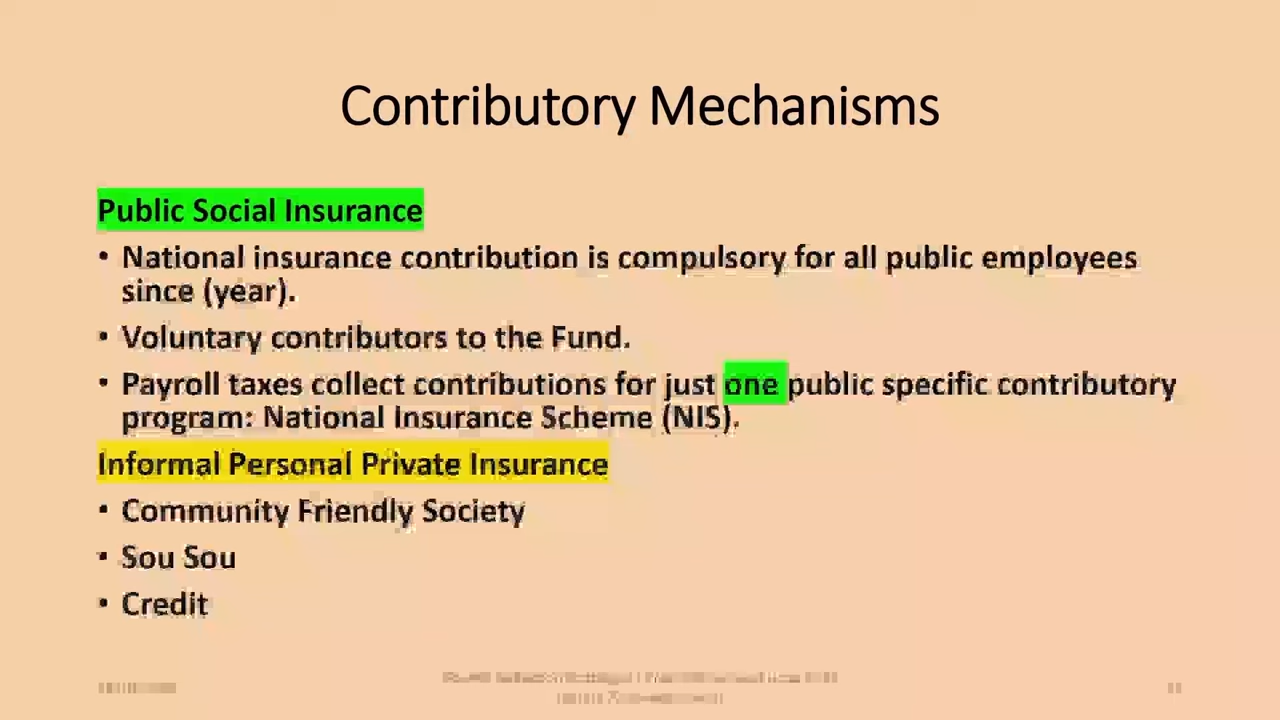 Contributory Mechanisms
Public Social Insurance
• National insurance contribution is compulsory for all public employees
since (year).
• Voluntary contributors to the Fund.
• Payroll taxes collect contributions for just one public specific contributory
program: National Insurance Scheme (NIS).
Informal Personal Private Insurance
• Community Friendly Society
• Sou Sou
• Credit